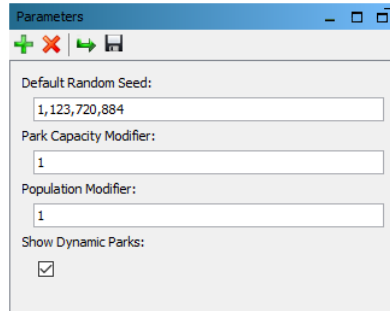 Parameters
Default Random Seed:
1,123,720,884
Park Capacity Modifier:
1
Population Modifier:
1
Show Dynamic Parks: